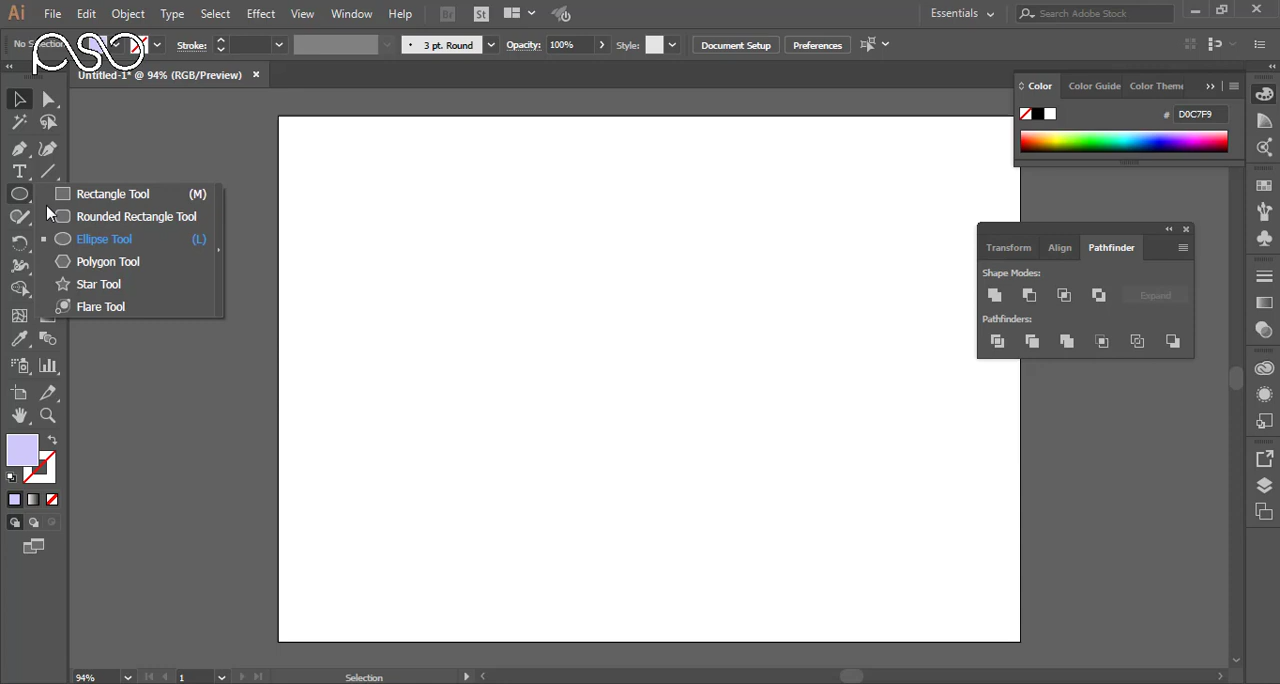 Ai File Edit Object Type Select Effect View Window Help Br St Essentials Search Adobe Stock
No Selection Stroke: 3 pt. Round Opacity: 100% Style: Document Setup Preferences
PSD
Untitled-1* @ 94% (RGB/Preview)
Color Color Guide Color Theme
# D0C7F9
Rectangle Tool (M)
Rounded Rectangle Tool
Ellipse Tool (L)
Polygon Tool
Star Tool
Flare Tool
Transform Align Pathfinder
Shape Modes:
Expand
Pathfinders:
94% 1 Selection